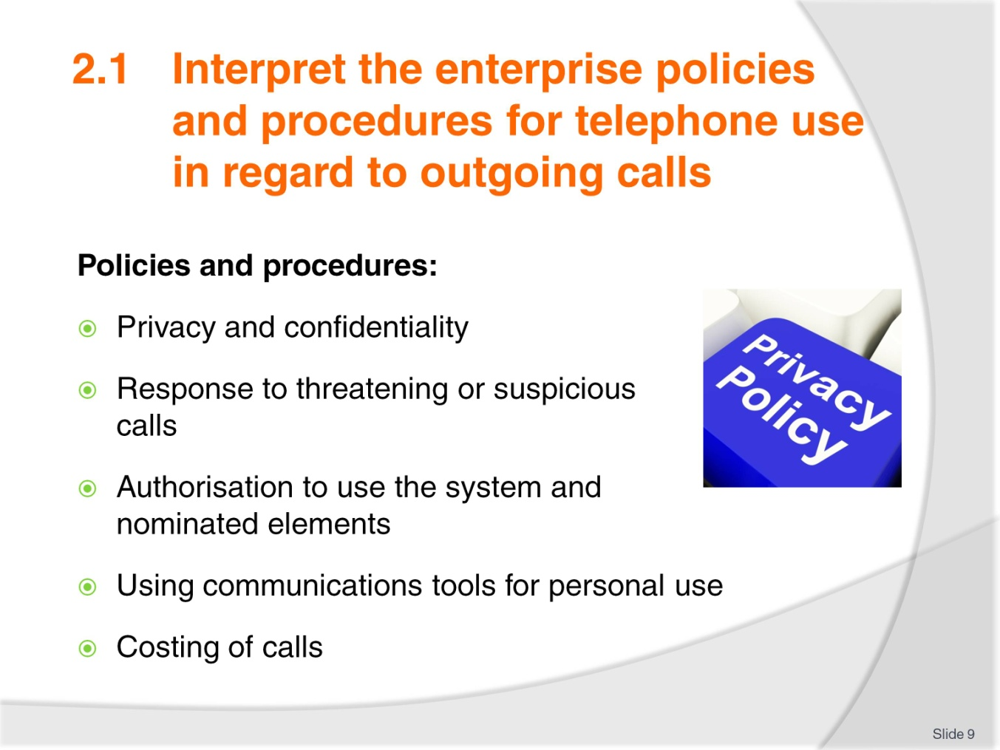 2.1 Interpret the enterprise policies
and procedures for telephone use
in regard to outgoing calls
Policies and procedures:
Privacy and confidentiality
Response to threatening or suspicious
calls
Authorisation to use the system and
nominated elements
Using communications tools for personal use
Costing of calls
Privacy
Policy
Slide 9